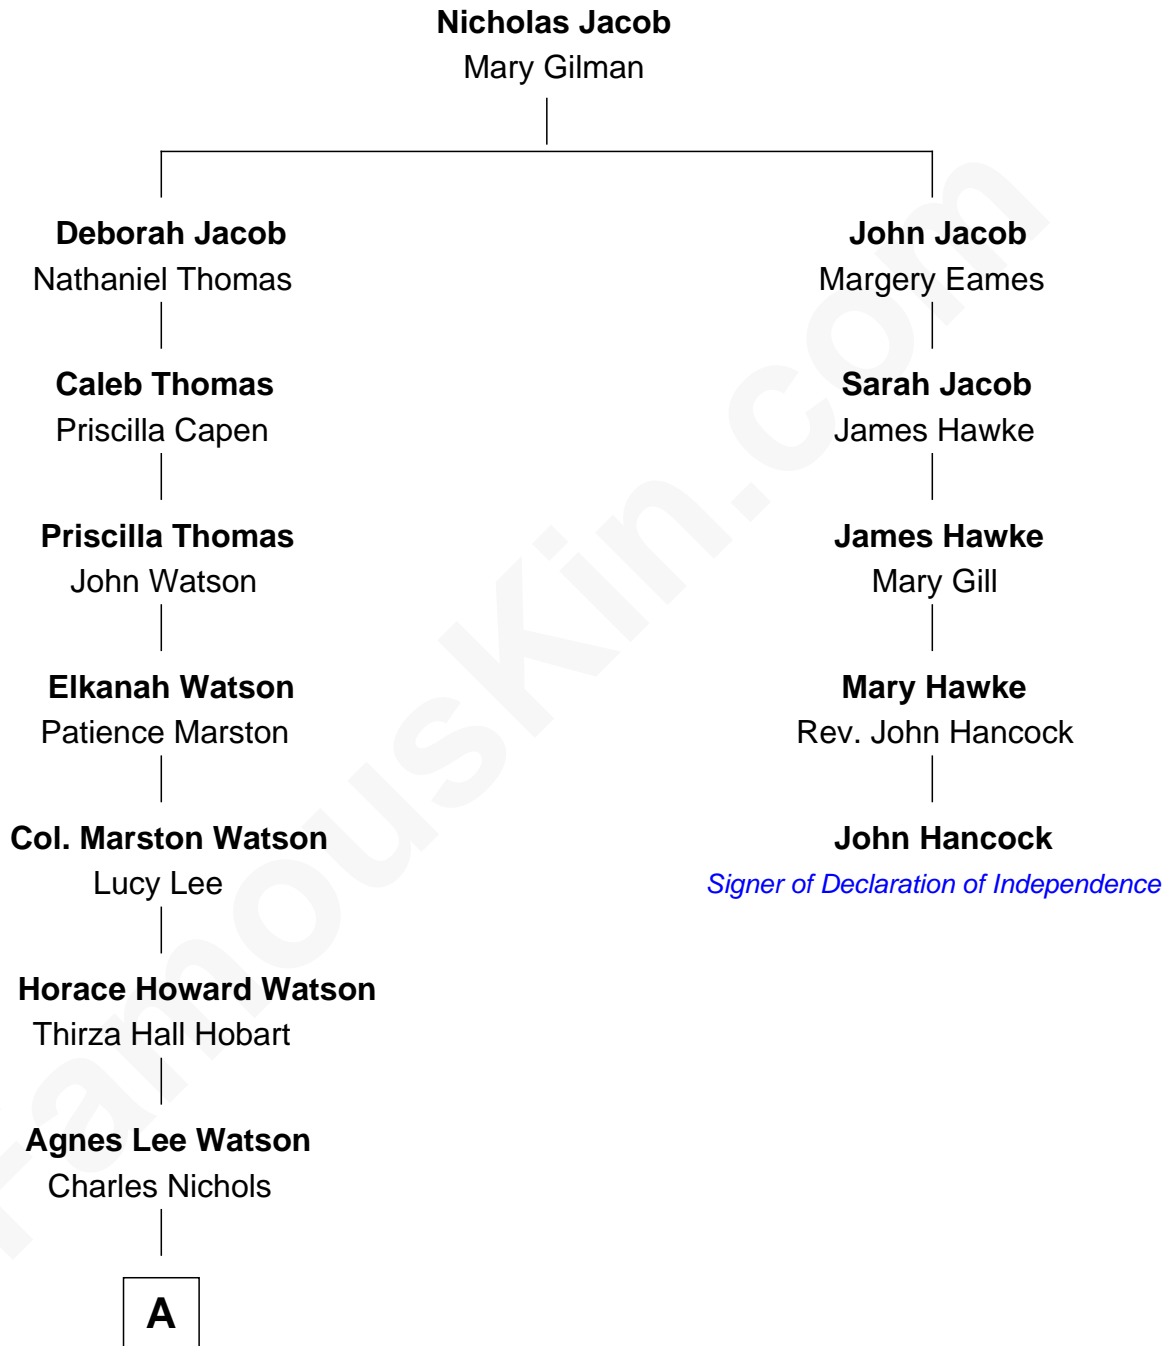 Nicholas Jacob
Mary Gilman
Deborah Jacob
Nathaniel Thomas
John Jacob
Margery Eames
Caleb Thomas
Priscilla Capen
Sarah Jacob
James Hawke
Priscilla Thomas
John Watson
James Hawke
Mary Gill
Elkanah Watson
Patience Marston
Mary Hawke
Rev. John Hancock
Col. Marston Watson
Lucy Lee
John Hancock
Signer of Declaration of Independence
Horace Howard Watson
Thirza Hall Hobart
Agnes Lee Watson
Charles Nichols
A
FamousKin.com